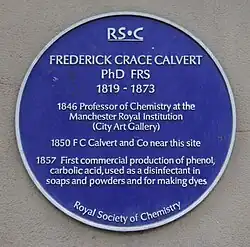 RS•C
FREDERICK CRACE CALVERT
PhD FRS
1819 - 1873
1846 Professor of Chemistry at the
Manchester Royal Institution
(City Art Gallery)
1850 F C Calvert and Co near this site
1857 First commercial production of phenol,
carbolic acid, used as a disinfectant in
soaps and powders and for making dyes
Royal Society of Chemistry